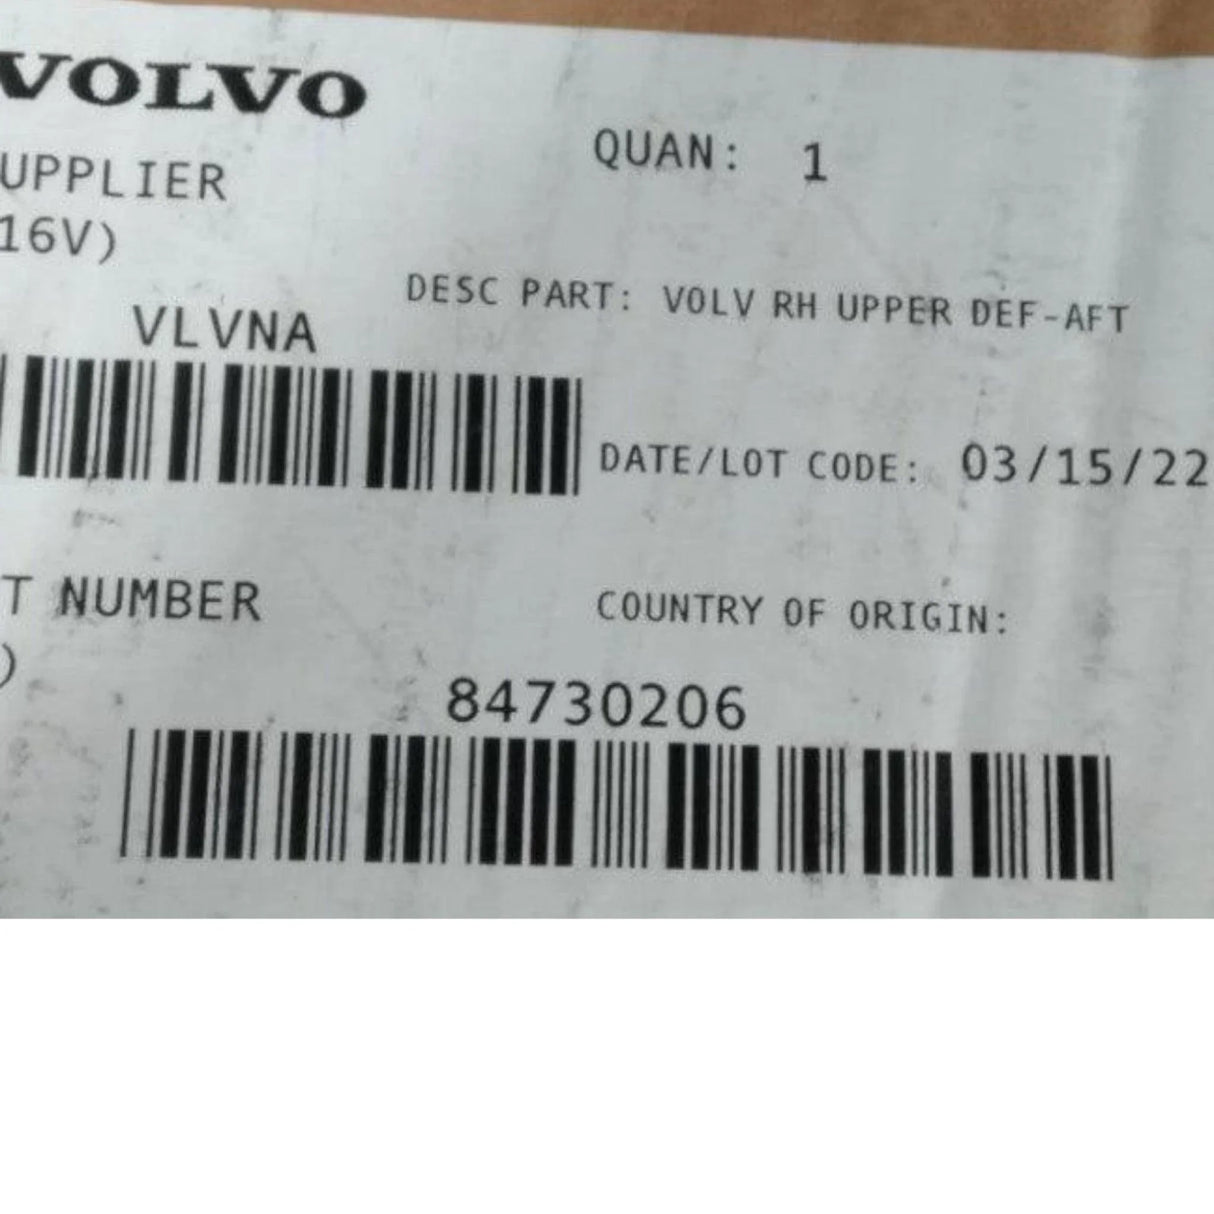 VOLVO
QUAN: 1
UPPLIER
16V)
DESC PART: VOLV RH UPPER DEF-AFT
VLVNA
DATE/LOT CODE: 03/15/22
T NUMBER
COUNTRY OF ORIGIN:
)
84730206